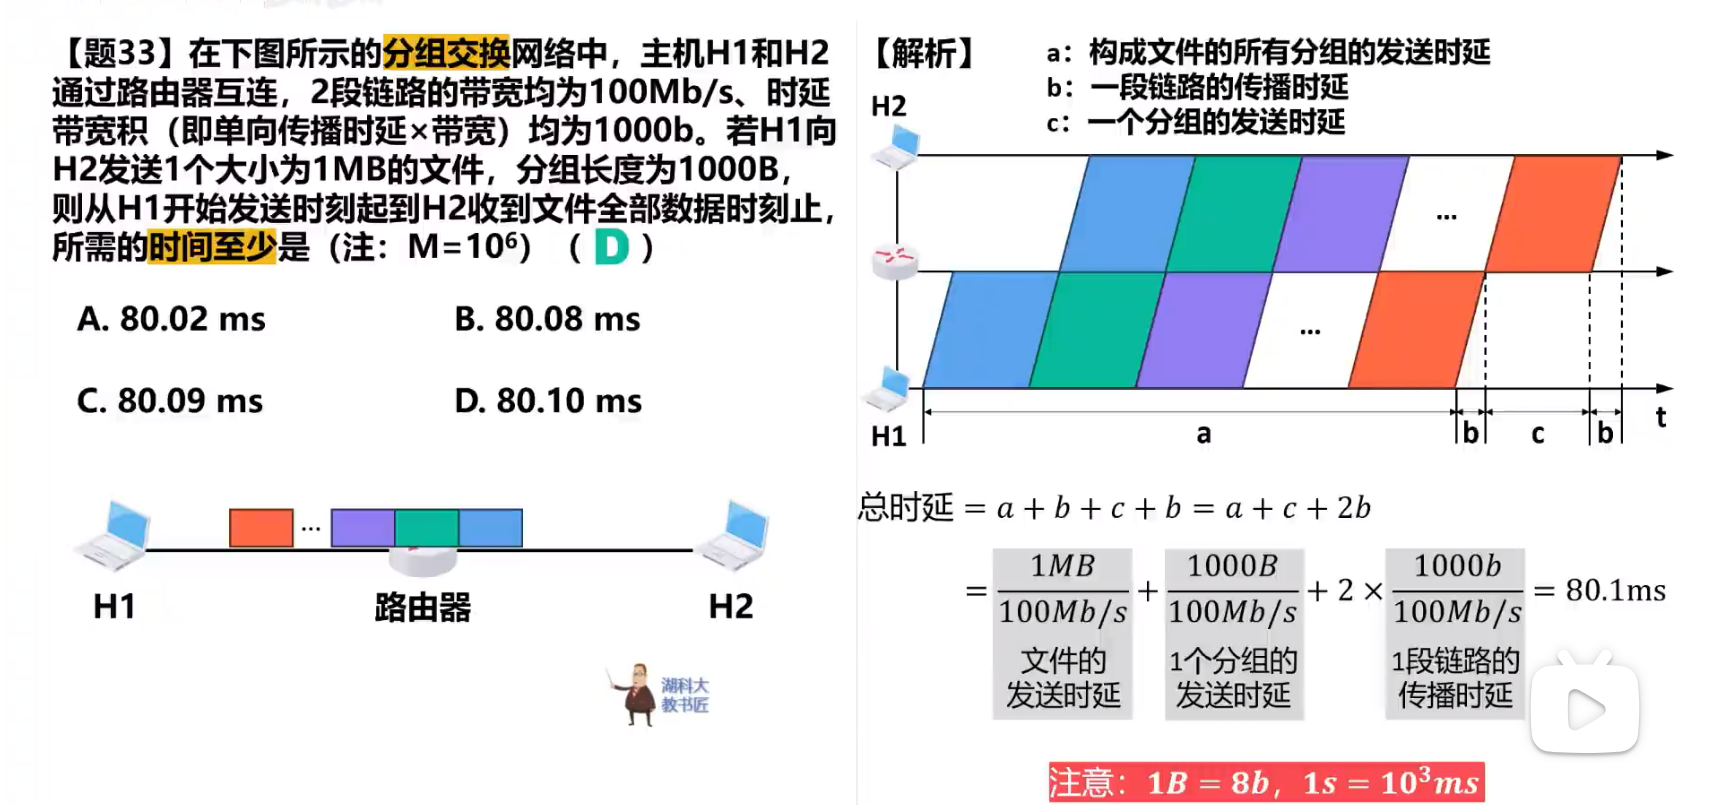 【题33】在下图所示的分组交换网络中，主机H1和H2
通过路由器互连，2段链路的带宽均为100Mb/s、时延
带宽积（即单向传播时延×带宽）均为1000b。若H1向
H2发送1个大小为1MB的文件，分组长度为1000B，
则从H1开始发送时刻起到H2收到文件全部数据时刻止，
所需的时间至少是（注：M=10⁶）（ D ）
A. 80.02 ms
B. 80.08 ms
C. 80.09 ms
D. 80.10 ms
...
H1
路由器
H2
湖科大
教书匠
【解析】
a：构成文件的所有分组的发送时延
b：一段链路的传播时延
c：一个分组的发送时延
H2
...
...
H1
a
b
c
b
t
总时延 = a + b + c + b = a + c + 2b
= 1MB/100Mb/s + 1000B/100Mb/s + 2 × 1000b/100Mb/s = 80.1ms
文件的
发送时延
1个分组的
发送时延
1段链路的
传播时延
注意：1B = 8b，1s = 10³ms